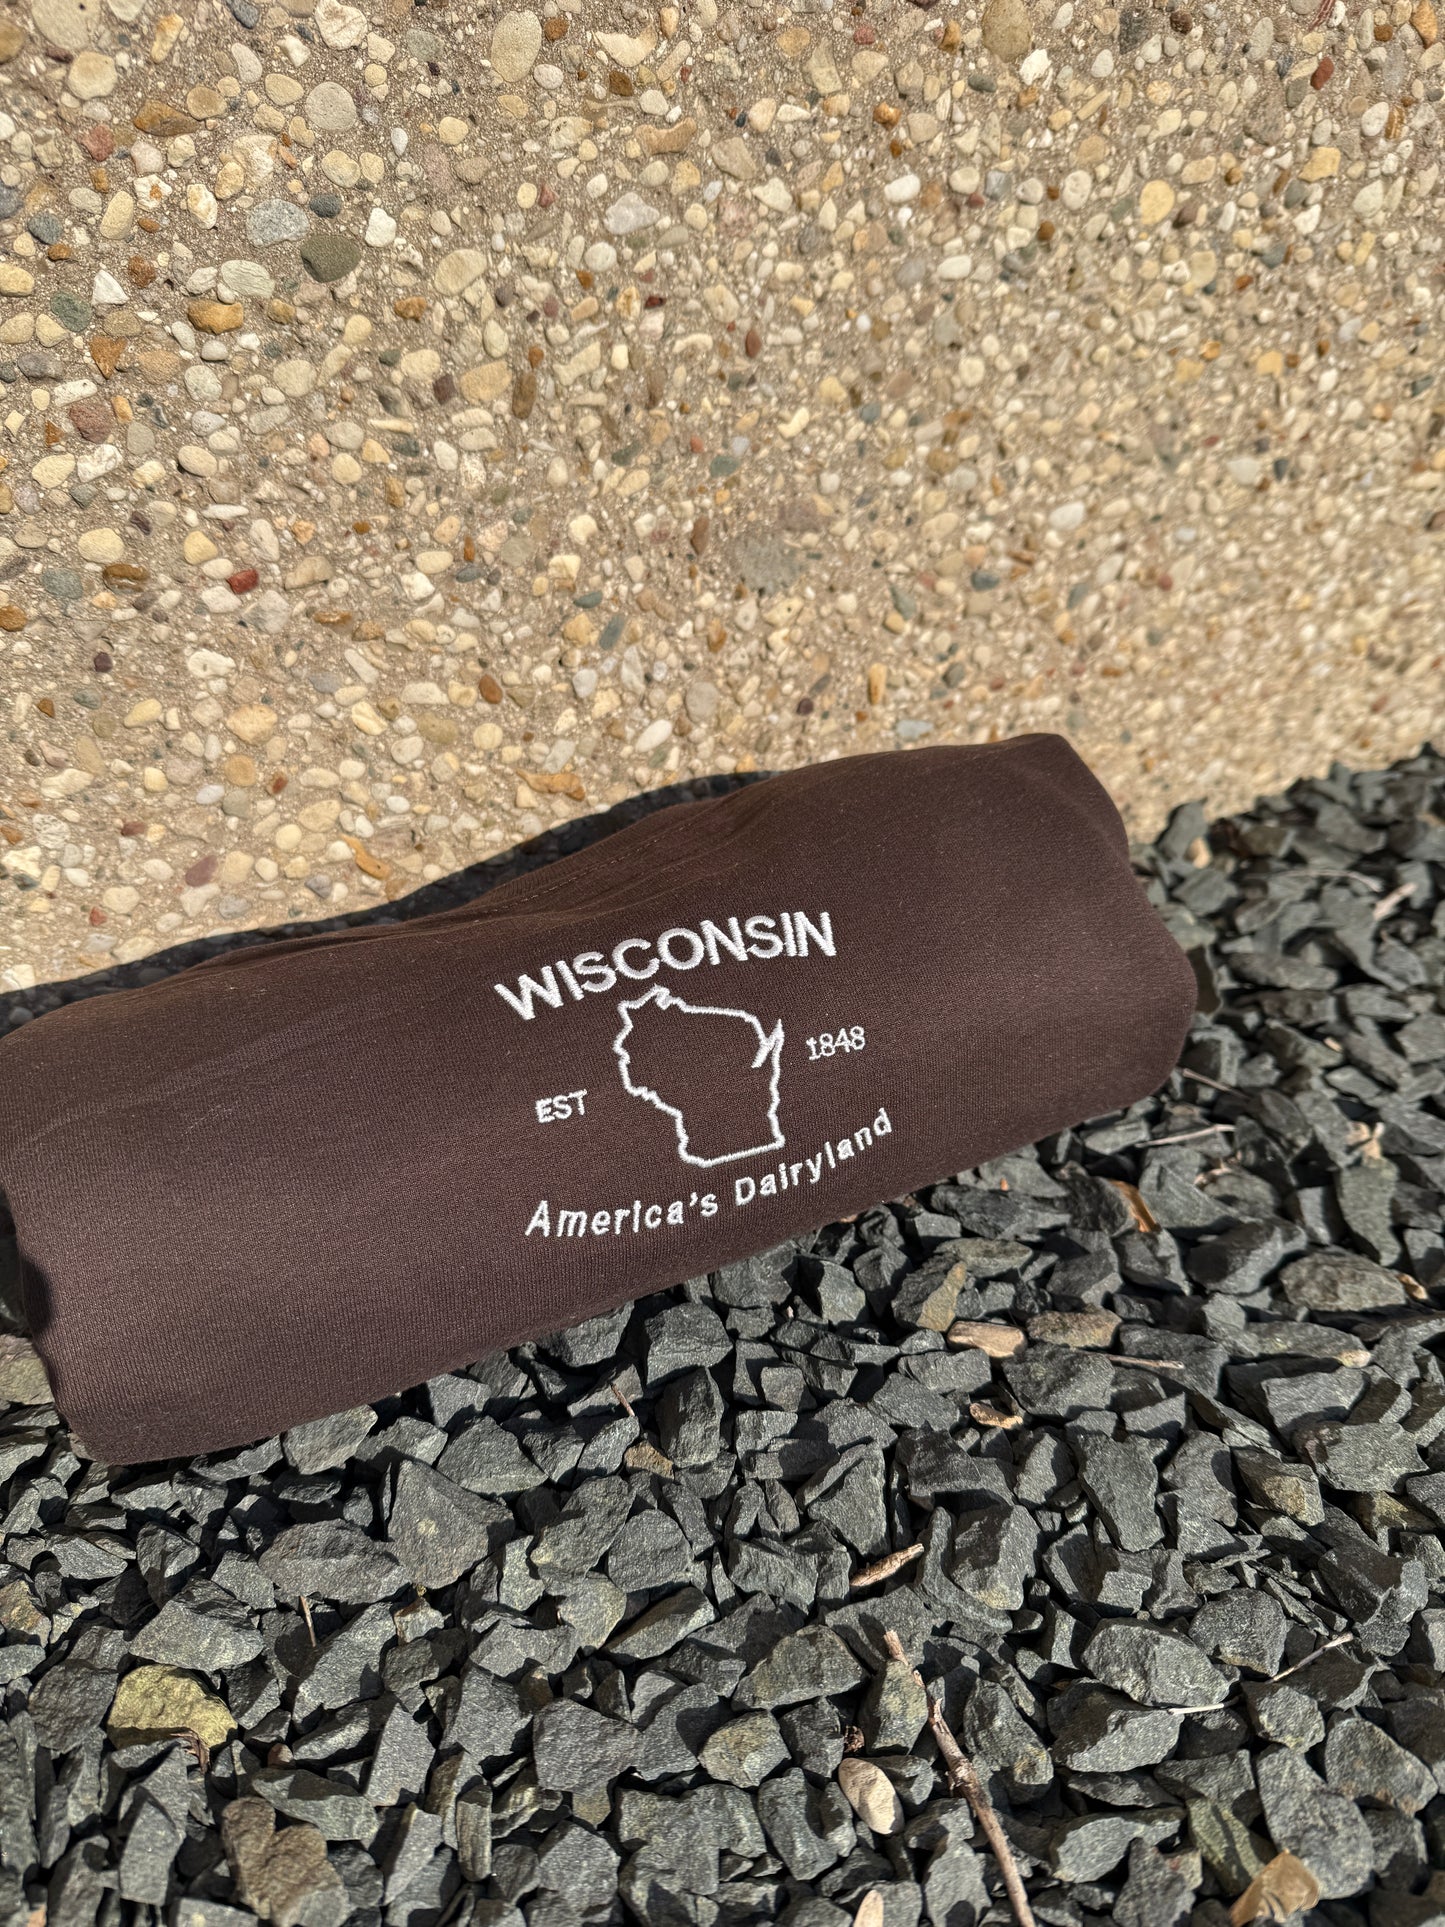 WISCONSIN
EST 1848
America's Dairyland